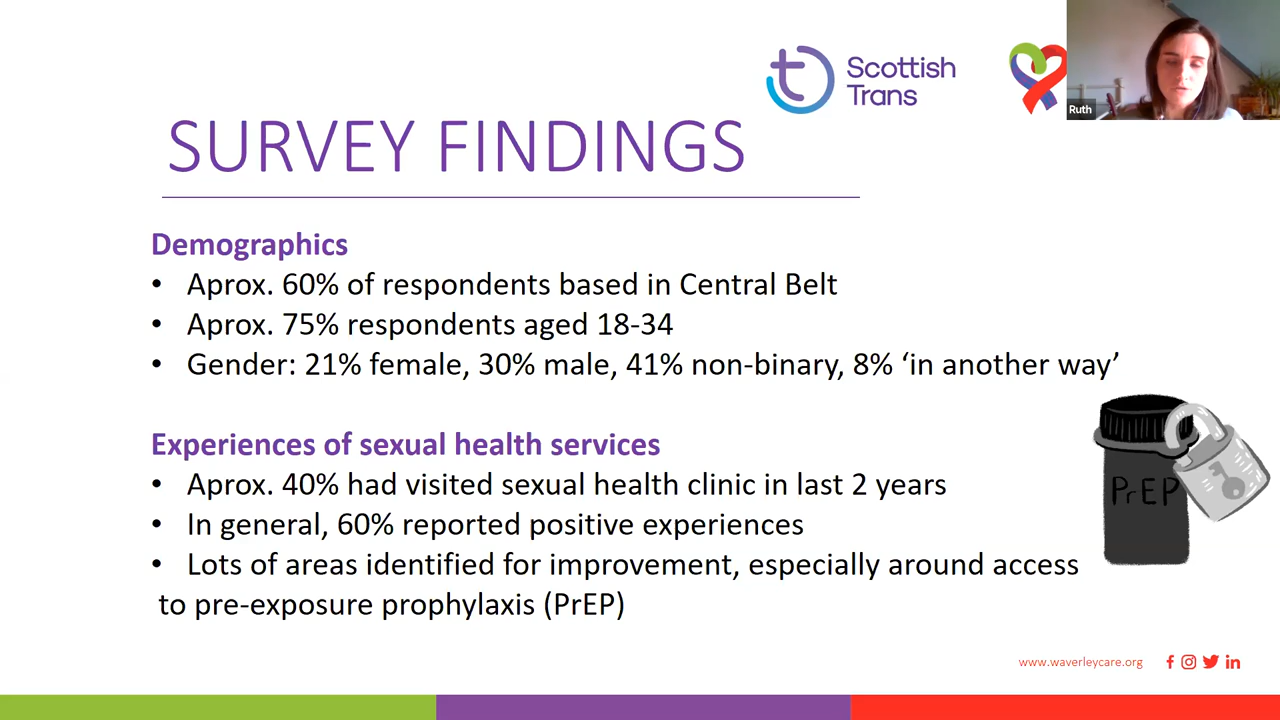 Scottish
Trans
Ruth
SURVEY FINDINGS
Demographics
• Aprox. 60% of respondents based in Central Belt
• Aprox. 75% respondents aged 18-34
• Gender: 21% female, 30% male, 41% non-binary, 8% ‘in another way’
Experiences of sexual health services
• Aprox. 40% had visited sexual health clinic in last 2 years
• In general, 60% reported positive experiences
• Lots of areas identified for improvement, especially around access
to pre-exposure prophylaxis (PrEP)
PrEP
www.waverleycare.org